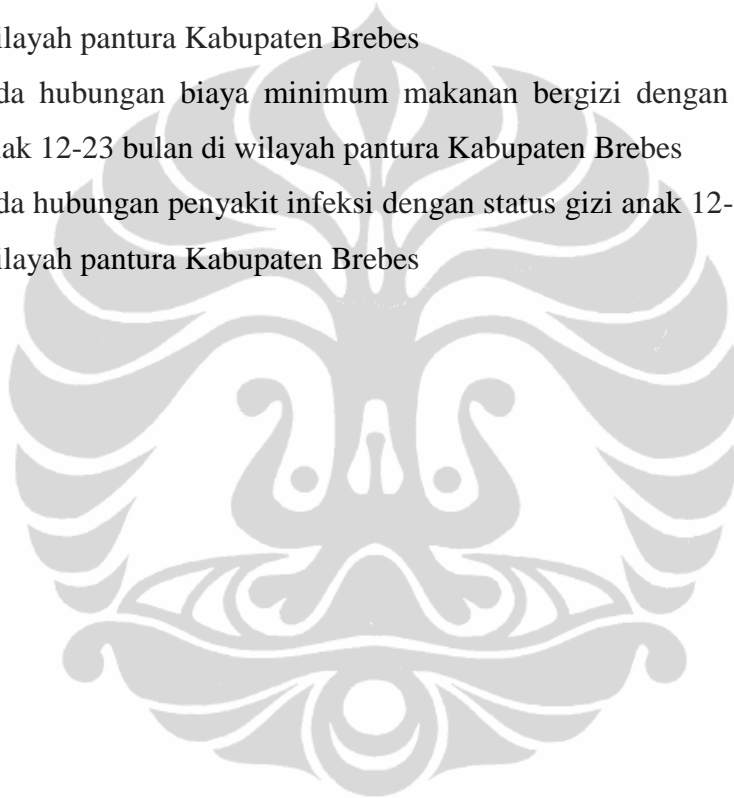 ilayah pantura Kabupaten Brebes
da hubungan biaya minimum makanan bergizi dengan
ak 12-23 bulan di wilayah pantura Kabupaten Brebes
da hubungan penyakit infeksi dengan status gizi anak 12-
ilayah pantura Kabupaten Brebes